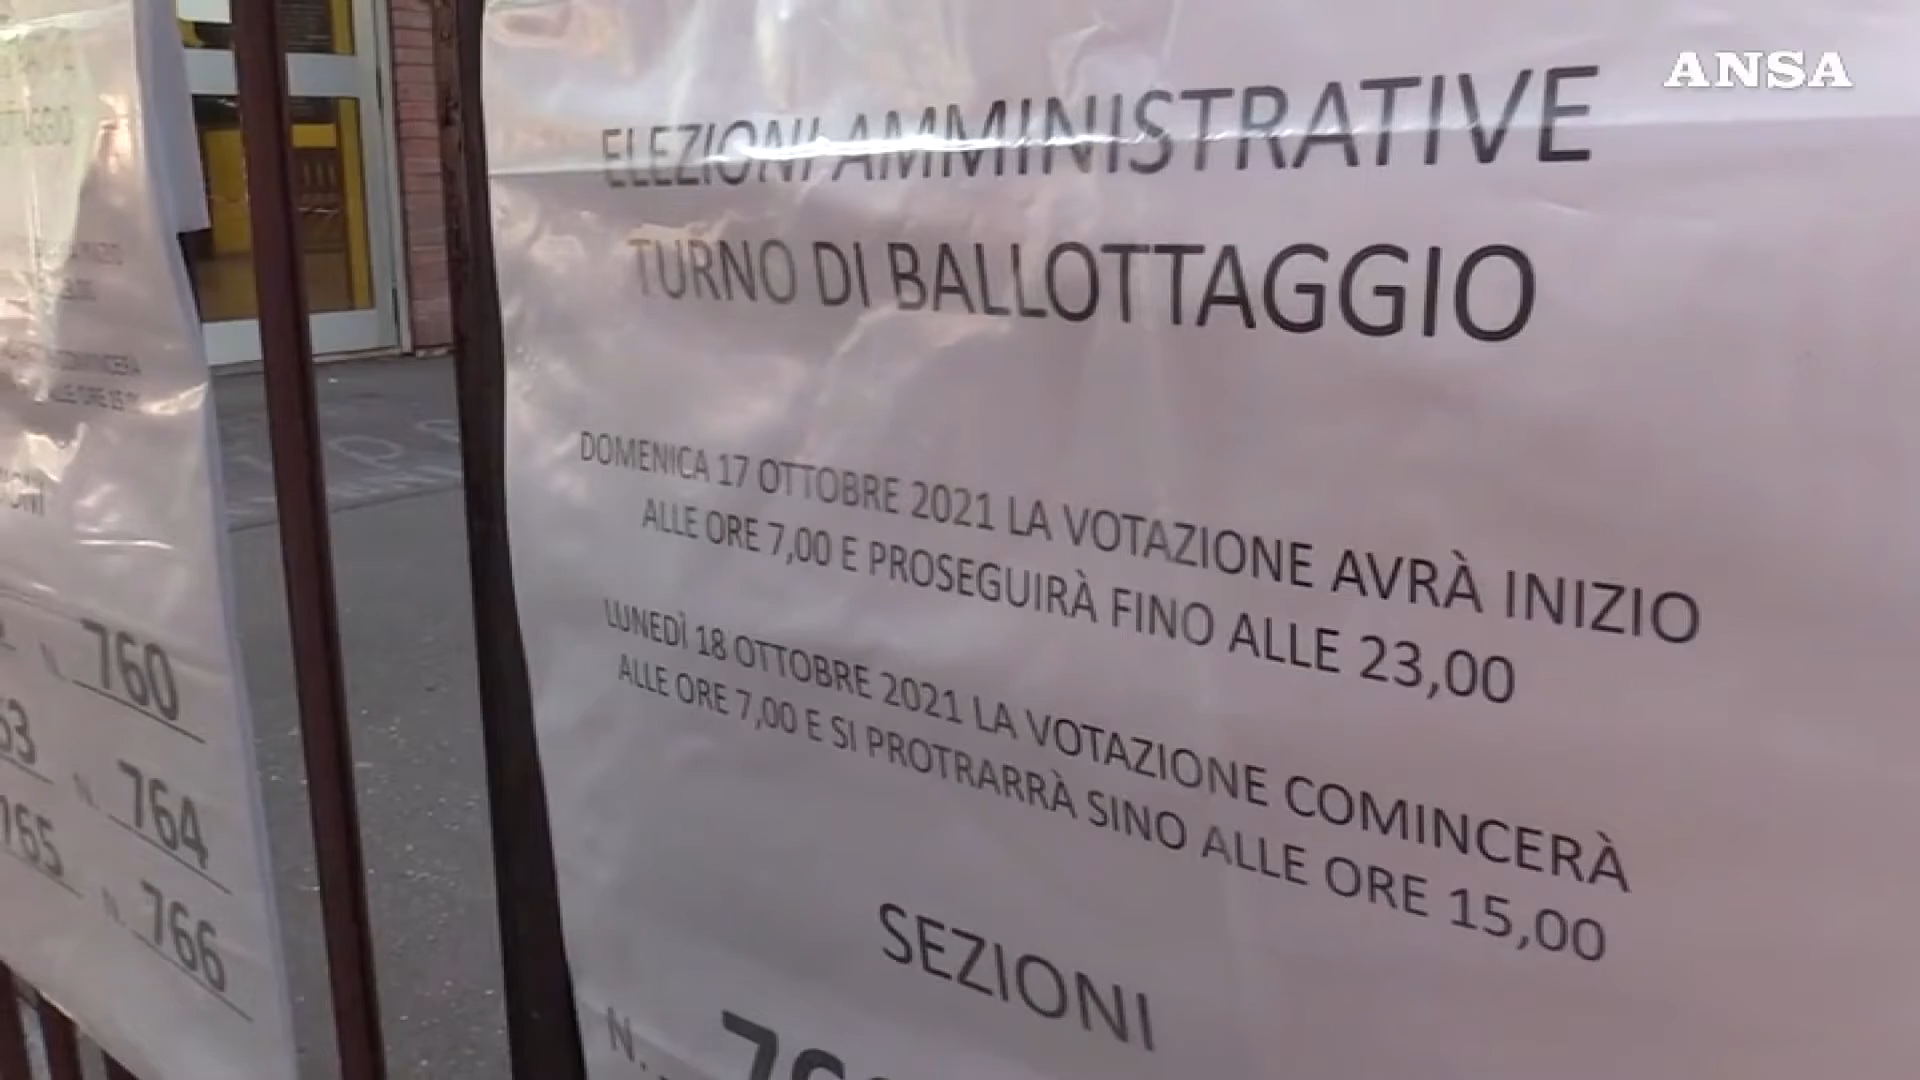 ANSA
ELEZIONI AMMINISTRATIVE
TURNO DI BALLOTTAGGIO
DOMENICA 17 OTTOBRE 2021 LA VOTAZIONE AVRÀ INIZIO
ALLE ORE 7,00 E PROSEGUIRÀ FINO ALLE 23,00
LUNEDÌ 18 OTTOBRE 2021 LA VOTAZIONE COMINCERÀ
ALLE ORE 7,00 E SI PROTRARRÀ SINO ALLE ORE 15,00
SEZIONI
N.
N. 760
N. 764
765 N. 766